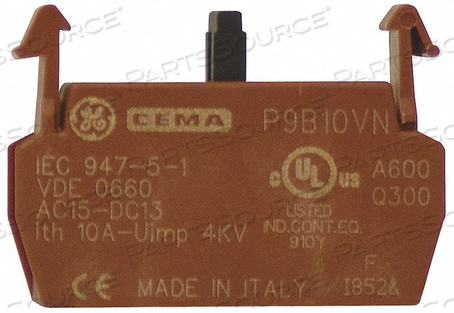 PARTSSOURCE®
CEMA P9B10VN
IEC 947-5-1
VDE 0660
AC15-DC13
Ith 10A-Uimp 4KV
C UL US
LISTED
IND.CONT.EQ.
910Y
A600
Q300
F
CE MADE IN ITALY I852&